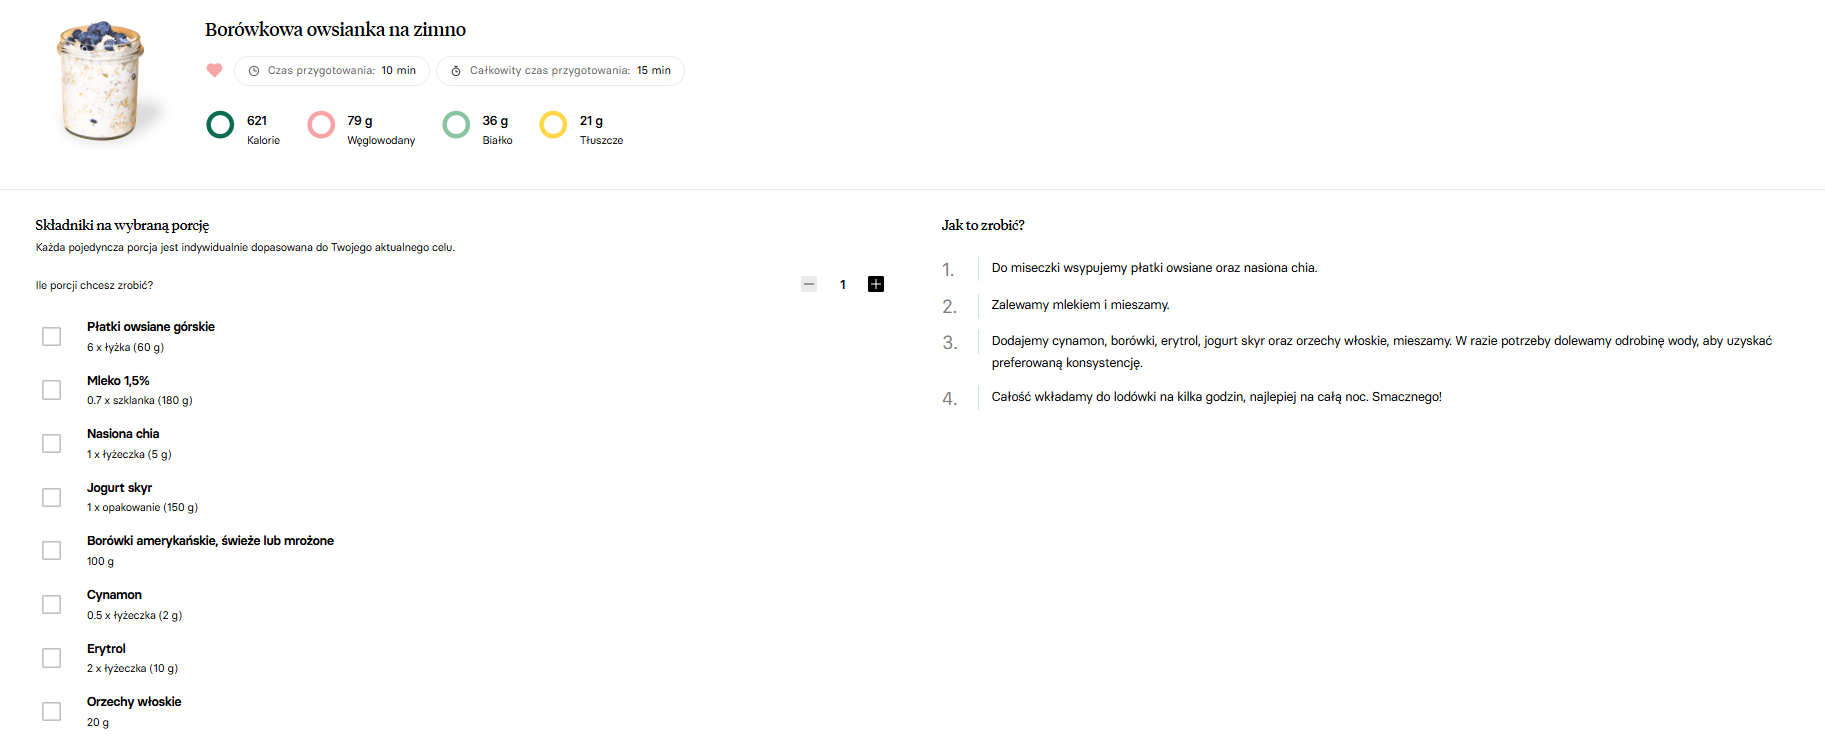 Borówkowa owsianka na zimno
Czas przygotowania: 10 min
Całkowity czas przygotowania: 15 min
621
Kalorie
79 g
Węglowodany
36 g
Białko
21 g
Tłuszcze
Składniki na wybraną porcję
Każda pojedyncza porcja jest indywidualnie dopasowana do Twojego aktualnego celu.
Ile porcji chcesz zrobić?
1
Płatki owsiane górskie
6 x łyżka (60 g)
Mleko 1,5%
0.7 x szklanka (180 g)
Nasiona chia
1 x łyżeczka (5 g)
Jogurt skyr
1 x opakowanie (150 g)
Borówki amerykańskie, świeże lub mrożone
100 g
Cynamon
0.5 x łyżeczka (2 g)
Erytrol
2 x łyżeczka (10 g)
Orzechy włoskie
20 g
Jak to zrobić?
1. Do miseczki wsypujemy płatki owsiane oraz nasiona chia.
2. Zalewamy mlekiem i mieszamy.
3. Dodajemy cynamon, borówki, erytrol, jogurt skyr oraz orzechy włoskie, mieszamy. W razie potrzeby dolewamy odrobinę wody, aby uzyskać
preferowaną konsystencję.
4. Całość wkładamy do lodówki na kilka godzin, najlepiej na całą noc. Smacznego!